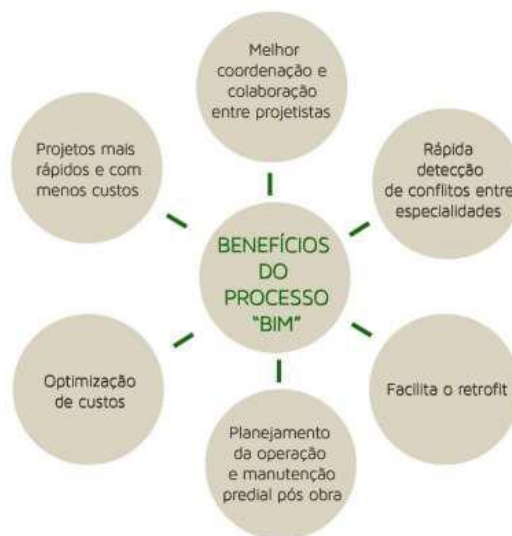 Melhor
coordenação e
colaboração
entre projetistas
Projetos mais
rápidos e com
menos custos
Rápida
detecção
de conflitos entre
especialidades
BENEFÍCIOS
DO
PROCESSO
"BIM"
Optimização
de custos
Facilita o retrofit
Planejamento
da operação
e manutenção
predial pós obra